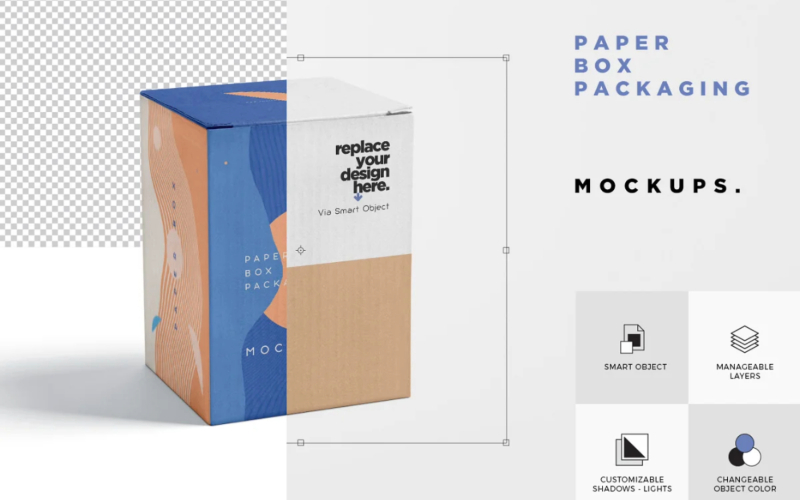 PAPER
BOX
PACKAGING
MOCKUPS.
replace
your
design
here.
Via Smart Object
PAPER
BOX
PACKA
MOC
SMART OBJECT
MANAGEABLE
LAYERS
CUSTOMIZABLE
SHADOWS - LIGHTS
CHANGEABLE
OBJECT COLOR